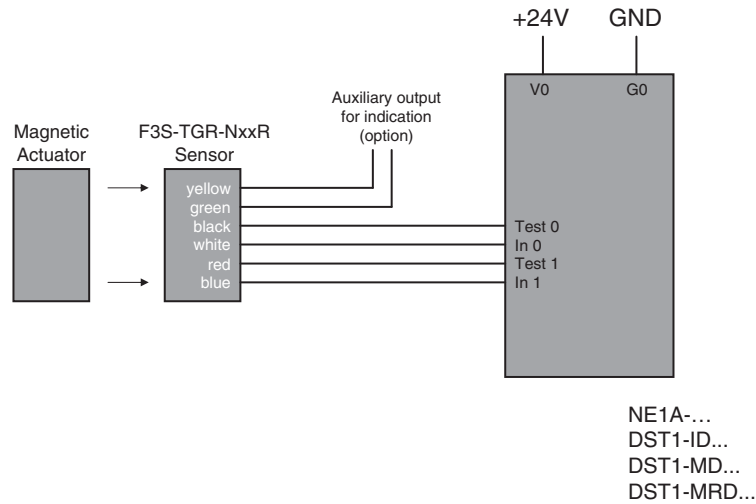 +24V GND
V0 G0
Auxiliary output
for indication
(option)
Magnetic
Actuator
F3S-TGR-NxxR
Sensor
yellow
green
black
white
red
blue
Test 0
In 0
Test 1
In 1
NE1A-...
DST1-ID...
DST1-MD...
DST1-MRD...